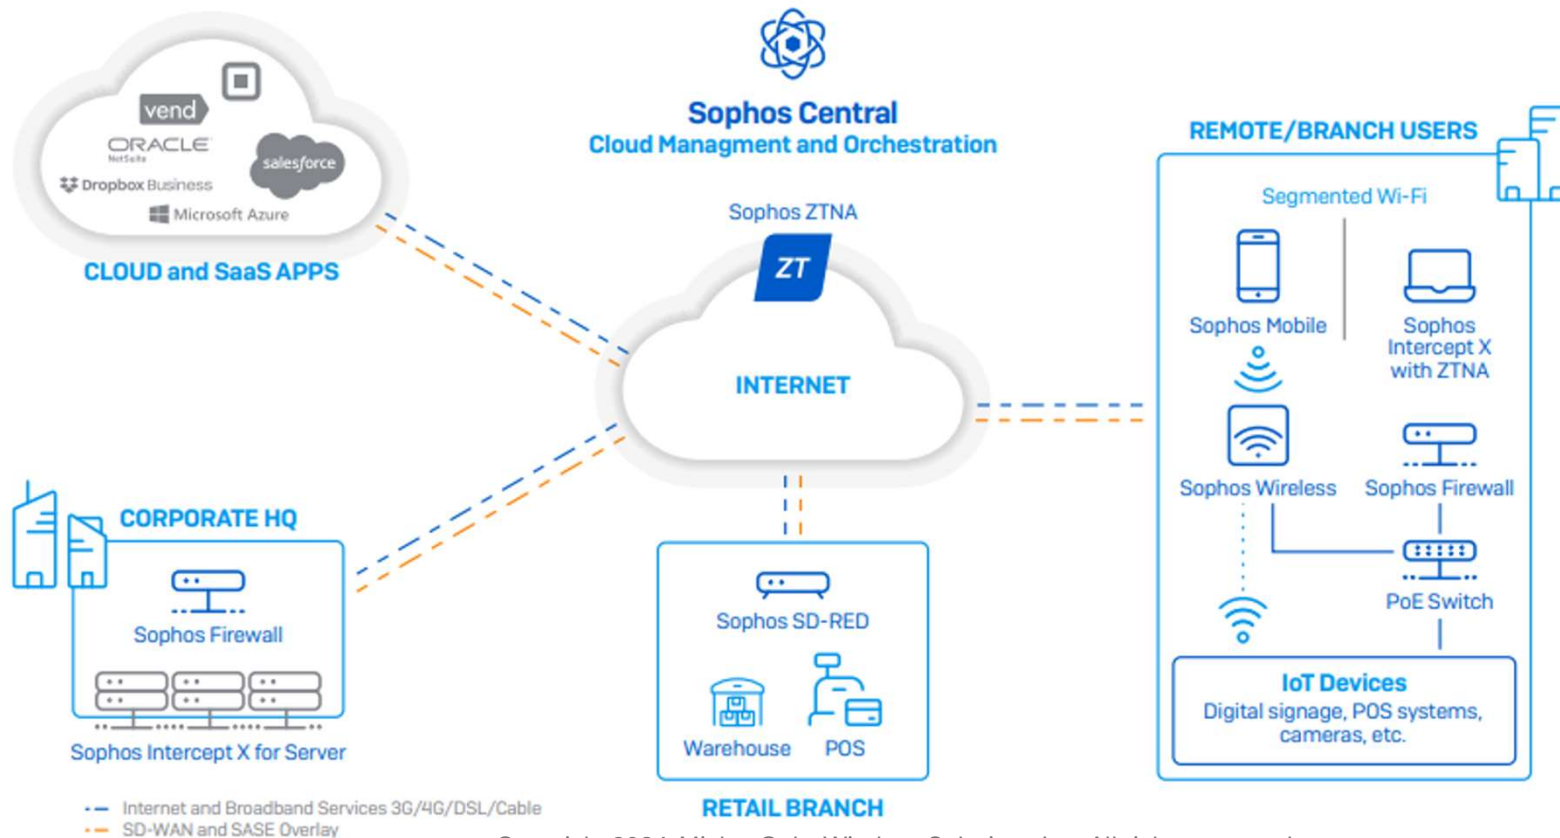 vend
ORACLE
NetSuite
salesforce
Dropbox Business
Microsoft Azure
CLOUD and SaaS APPS
Sophos Central
Cloud Managment and Orchestration
Sophos ZTNA
ZT
INTERNET
REMOTE/BRANCH USERS
Segmented Wi-Fi
Sophos Mobile
Sophos
Intercept X
with ZTNA
Sophos Wireless
Sophos Firewall
PoE Switch
IoT Devices
Digital signage, POS systems,
cameras, etc.
CORPORATE HQ
Sophos Firewall
Sophos Intercept X for Server
Sophos SD-RED
Warehouse
POS
RETAIL BRANCH
Internet and Broadband Services 3G/4G/DSL/Cable
SD-WAN and SASE Overlay